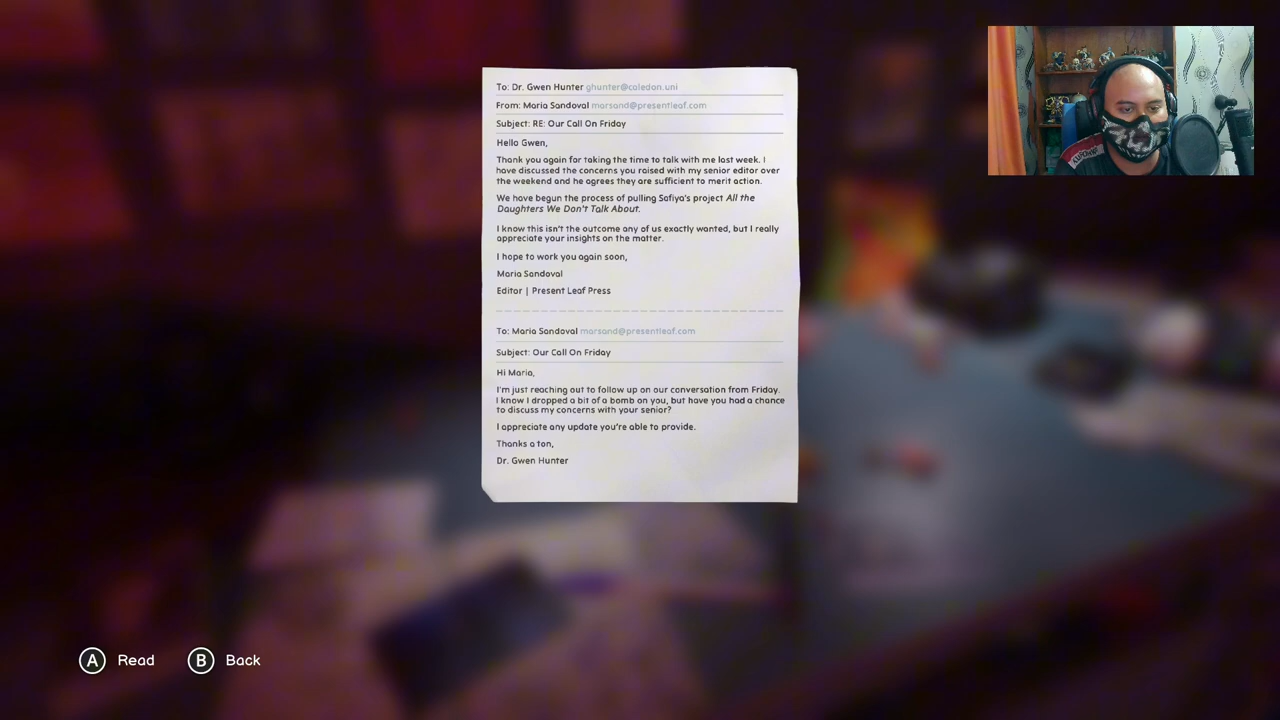 To: Dr. Gwen Hunter ghunter@caledon.uni
From: Maria Sandoval marsand@presentleaf.com
Subject: RE: Our Call On Friday
Hello Gwen,
Thank you again for taking the time to talk with me last week. I
have discussed the concerns you raised with my senior editor over
the weekend and he agrees they are sufficient to merit action.
We have begun the process of pulling Safiya's project All the
Daughters We Don't Talk About.
I know this isn't the outcome any of us exactly wanted, but I really
appreciate your insights on the matter.
I hope to work you again soon,
Maria Sandoval
Editor | Present Leaf Press
To: Maria Sandoval marsand@presentleaf.com
Subject: Our Call On Friday
Hi Maria,
I'm just reaching out to follow up on our conversation from Friday.
I know I dropped a bit of a bomb on you, but have you had a chance
to discuss my concerns with your senior?
I appreciate any update you're able to provide.
Thanks a ton,
Dr. Gwen Hunter
A Read B Back